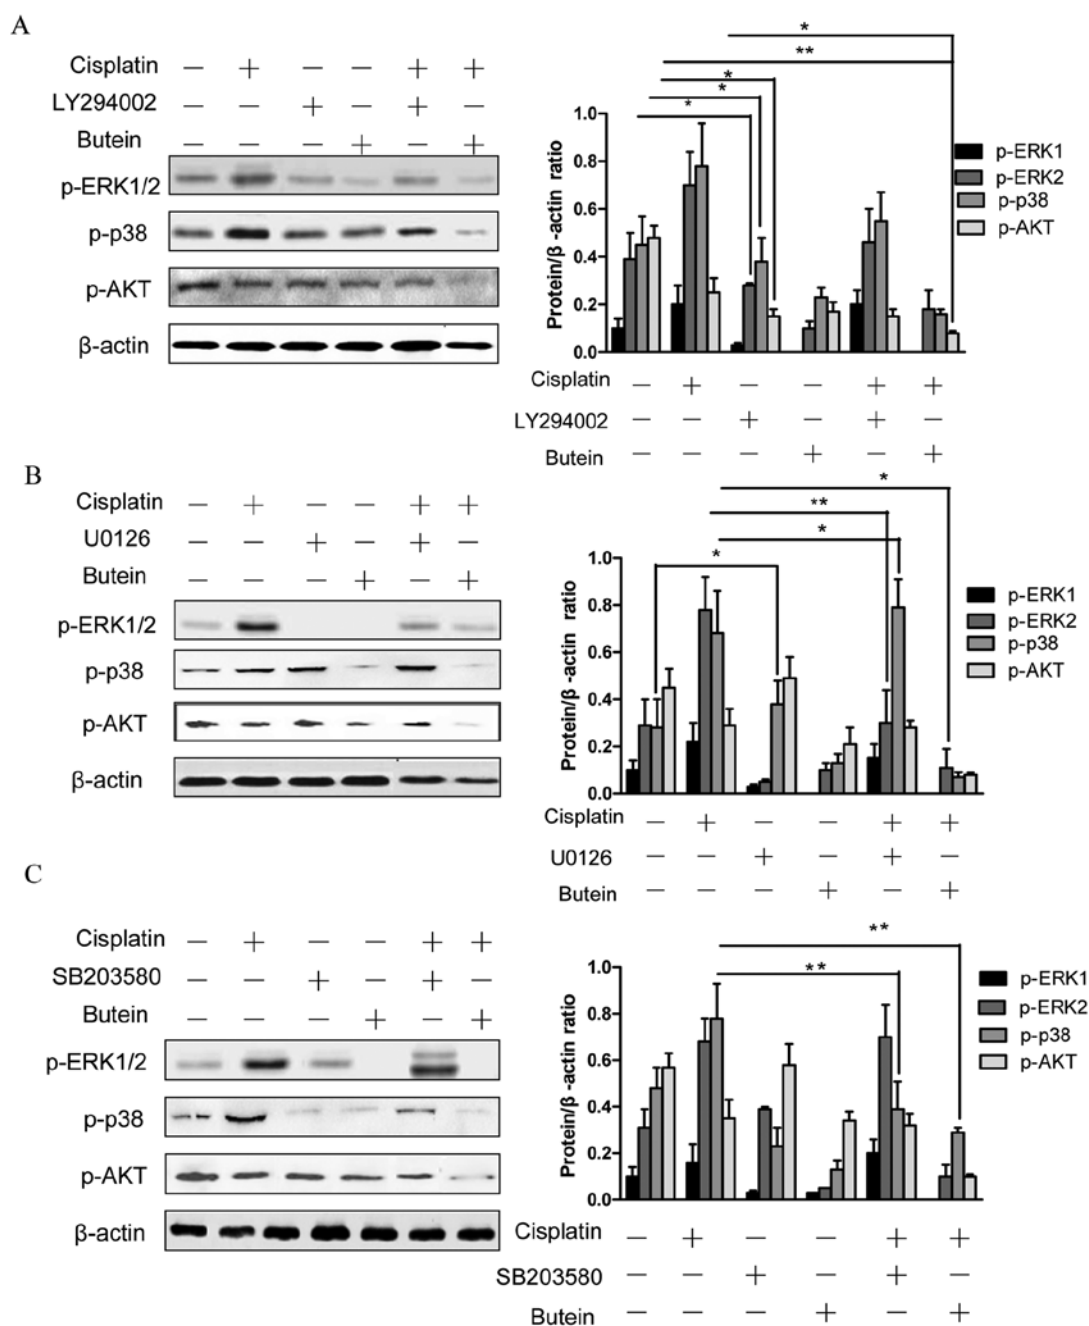 A
Cisplatin − + − − + +
LY294002 − − + − + −
Butein − − − + − +
p-ERK1/2
p-p38
p-AKT
β-actin
*
**
*
*
*
Protein/β -actin ratio
1.0
0.8
0.6
0.4
0.2
0.0
p-ERK1
p-ERK2
p-p38
p-AKT
Cisplatin − + − − + +
LY294002 − − + − + −
Butein − − − + − +
B
Cisplatin − + − − + +
U0126 − − + − + −
Butein − − − + − +
p-ERK1/2
p-p38
p-AKT
β-actin
*
**
*
*
Protein/β -actin ratio
1.0
0.8
0.6
0.4
0.2
0.0
p-ERK1
p-ERK2
p-p38
p-AKT
Cisplatin − + − − + +
U0126 − − + − + −
Butein − − − + − +
C
Cisplatin − + − − + +
SB203580 − − + − + −
Butein − − − + − +
p-ERK1/2
p-p38
p-AKT
β-actin
**
**
Protein/β -actin ratio
1.0
0.8
0.6
0.4
0.2
0.0
p-ERK1
p-ERK2
p-p38
p-AKT
Cisplatin − + − − + +
SB203580 − − + − + −
Butein − − − + − +